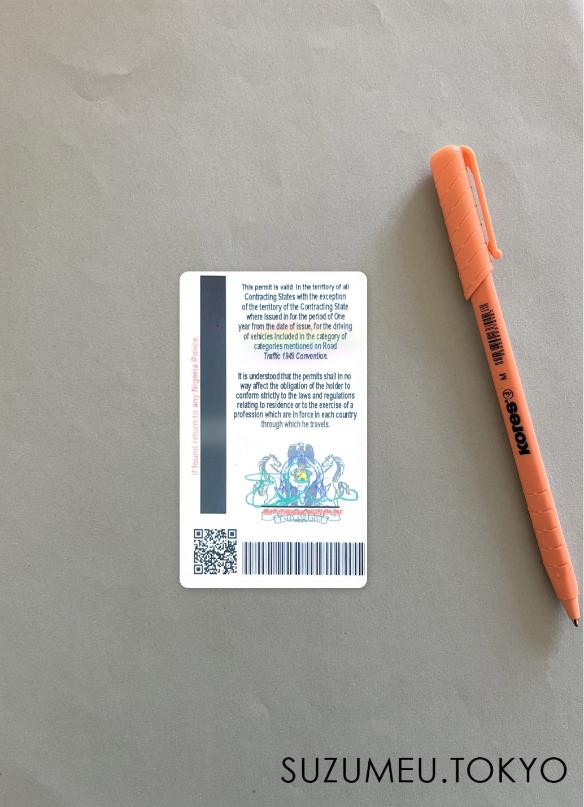 This permit is valid in the territory of all
Contracting States with the exception
of the territory of the Contracting State
where issued in for the period of One
year from the date of issue, for the driving
of vehicles included in the category of
categories mentioned on Road
Traffic 1949 Convention.
It is understood that the permits shall in no
way affect the obligation of the holder to
conform strictly to the laws and regulations
relating to residence or to the exercise of a
profession which are in force in each country
through which he travels.
If found return to any Nigeria Police
Kores
M
SUZUMEU.TOKYO